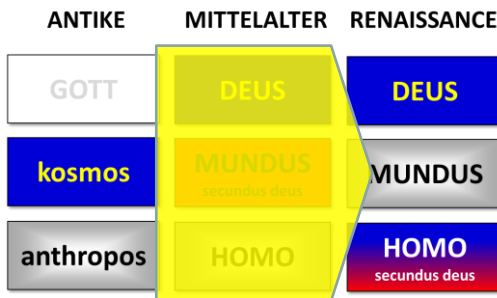 ANTIKE MITTELALTER RENAISSANCE
GOTT DEUS DEUS
kosmos MUNDUS MUNDUS
secundus deus
anthropos HOMO HOMO
secundus deus